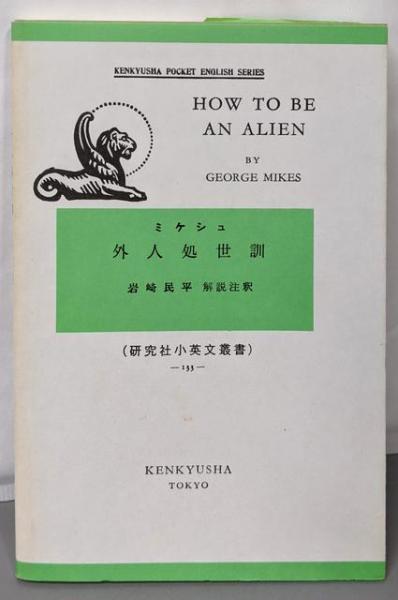 KENKYUSHA POCKET ENGLISH SERIES
HOW TO BE
AN ALIEN
BY
GEORGE MIKES
ミケシュ
外人処世訓
岩崎民平 解説注釈
(研究社小英文叢書)
—133—
KENKYUSHA
TOKYO